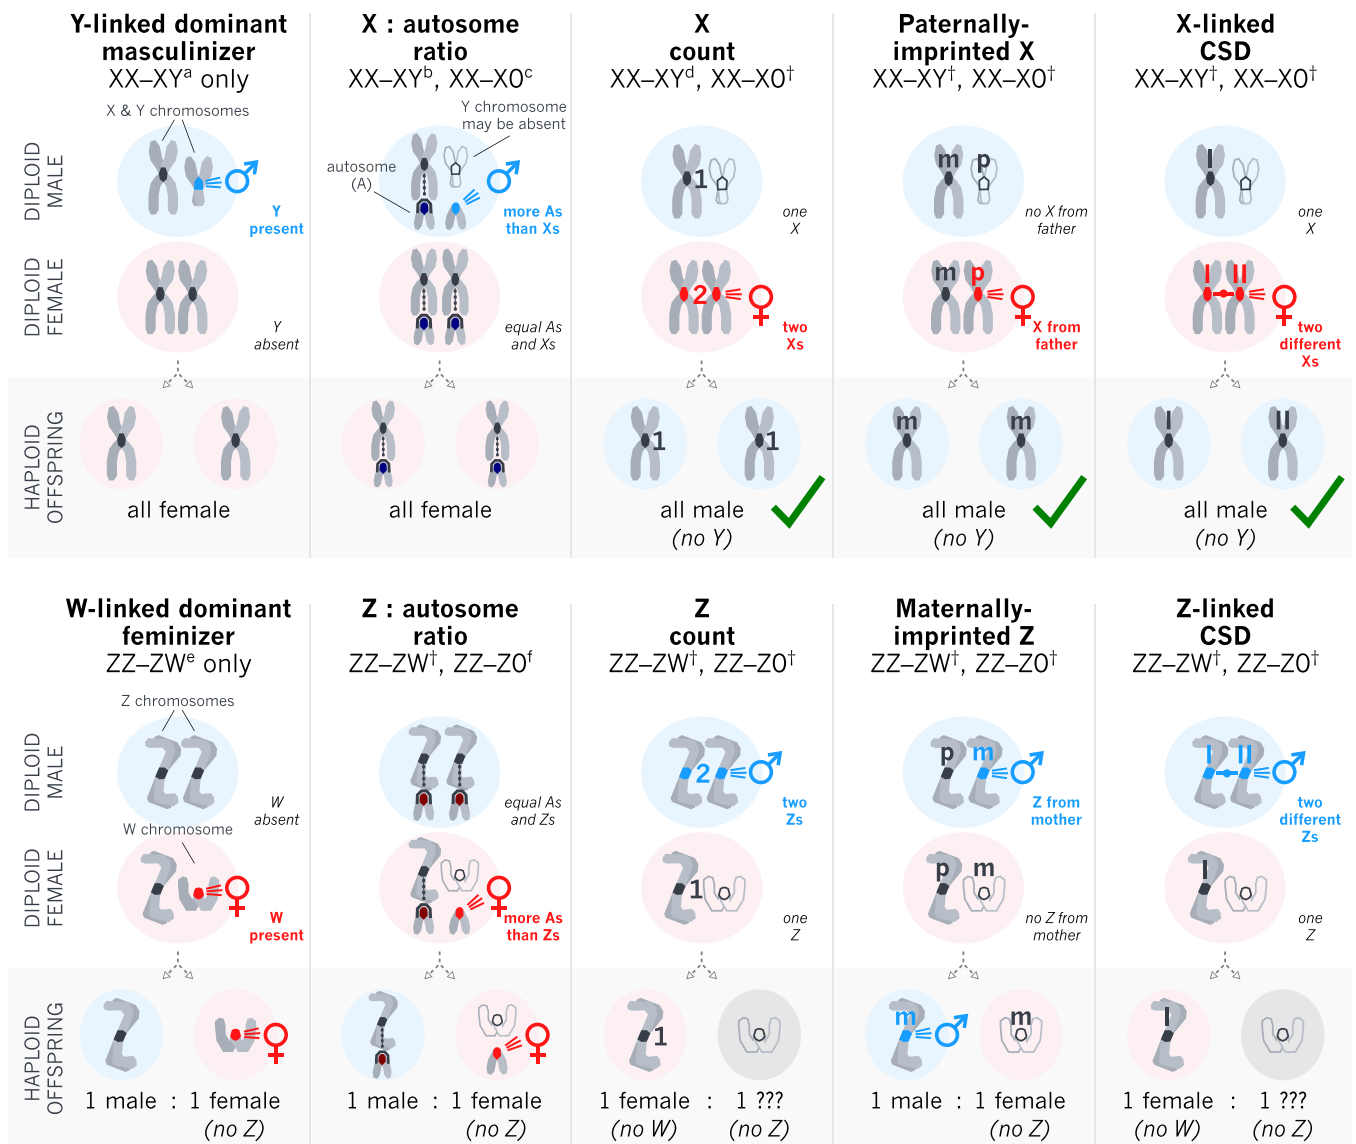 Y-linked dominant
masculinizer
XX–XYᵃ only
X : autosome
ratio
XX–XYᵇ, XX–X0ᶜ
X
count
XX–XYᵈ, XX–X0†
Paternally-
imprinted X
XX–XY†, XX–X0†
X-linked
CSD
XX–XY†, XX–X0†
DIPLOID
MALE
X & Y chromosomes
Y
present
Y chromosome
may be absent
autosome
(A)
more As
than Xs
1
one
X
m p
no X from
father
I
one
X
DIPLOID
FEMALE
Y
absent
equal As
and Xs
2
two
Xs
m p
X from
father
I II
two
different
Xs
HAPLOID
OFFSPRING
all female
all female
1 1
all male
(no Y)
m m
all male
(no Y)
I II
all male
(no Y)
W-linked dominant
feminizer
ZZ–ZWᵉ only
Z : autosome
ratio
ZZ–ZW†, ZZ–Z0ᶠ
Z
count
ZZ–ZW†, ZZ–Z0†
Maternally-
imprinted Z
ZZ–ZW†, ZZ–Z0†
Z-linked
CSD
ZZ–ZW†, ZZ–Z0†
DIPLOID
MALE
Z chromosomes
W
absent
equal As
and Zs
2
two
Zs
p m
Z from
mother
I II
two
different
Zs
DIPLOID
FEMALE
W chromosome
W
present
more As
than Zs
1
one
Z
p m
no Z from
mother
I
one
Z
HAPLOID
OFFSPRING
1 male : 1 female
(no Z)
1 male : 1 female
(no Z)
1
1 female : 1 ???
(no W) (no Z)
m m
1 male : 1 female
(no Z)
I
1 female : 1 ???
(no W) (no Z)